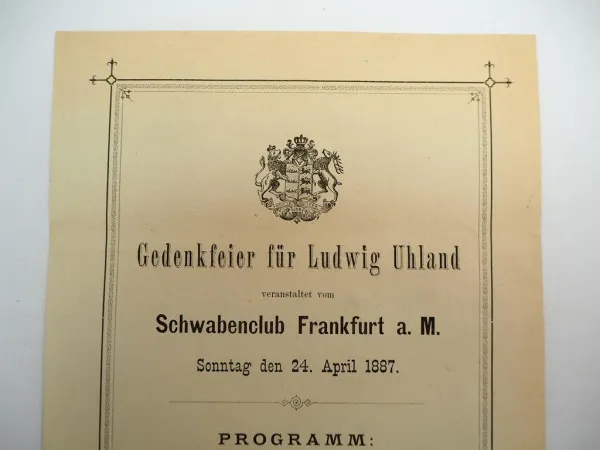 Gedenkfeier für Ludwig Uhland
veranstaltet vom
Schwabenclub Frankfurt a. M.
Sonntag den 24. April 1887.
PROGRAMM: